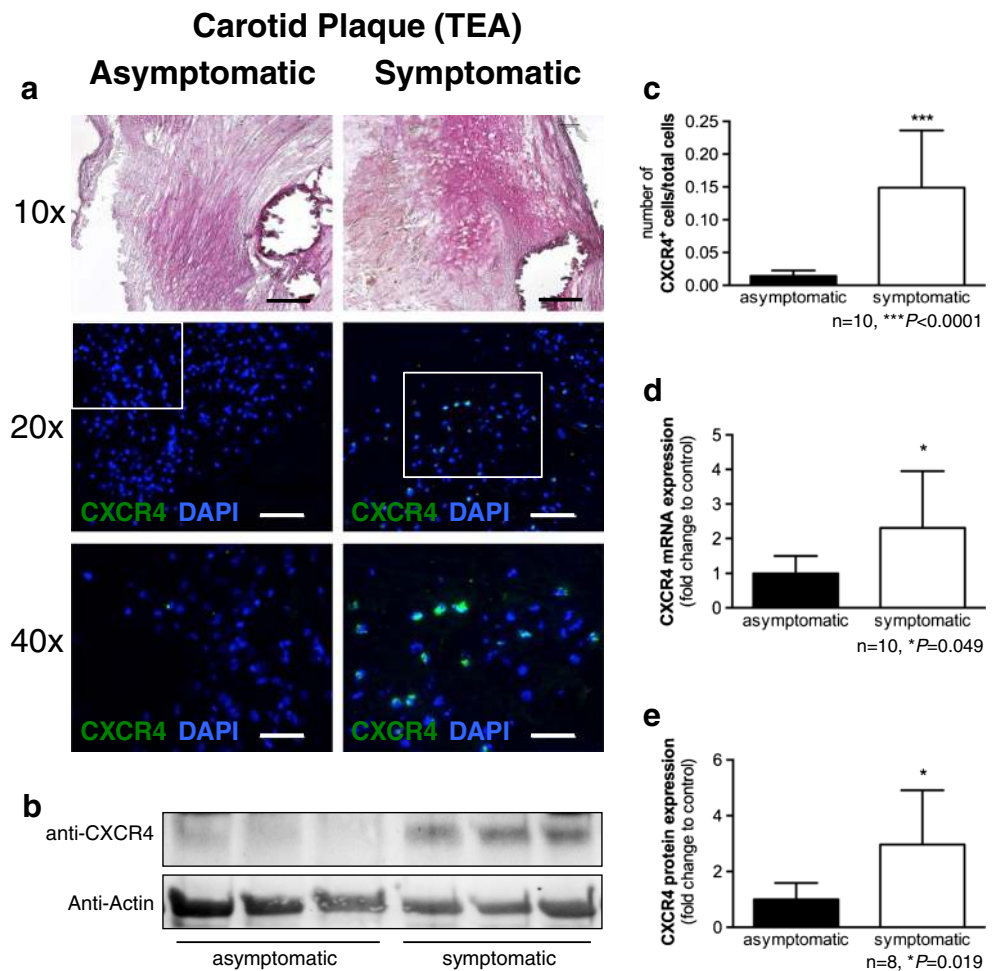 Carotid Plaque (TEA)
Asymptomatic Symptomatic
a
10x
20x
CXCR4 DAPI
CXCR4 DAPI
40x
CXCR4 DAPI
CXCR4 DAPI
b
anti-CXCR4
Anti-Actin
asymptomatic symptomatic
c
number of
CXCR4⁺ cells/total cells
0.25
0.20
0.15
0.10
0.05
0.00
***
asymptomatic symptomatic
n=10, ***P<0.0001
d
CXCR4 mRNA expression
(fold change to control)
5
4
3
2
1
0
*
asymptomatic symptomatic
n=10, *P=0.049
e
CXCR4 protein expression
(fold change to control)
6
4
2
0
*
asymptomatic symptomatic
n=8, *P=0.019